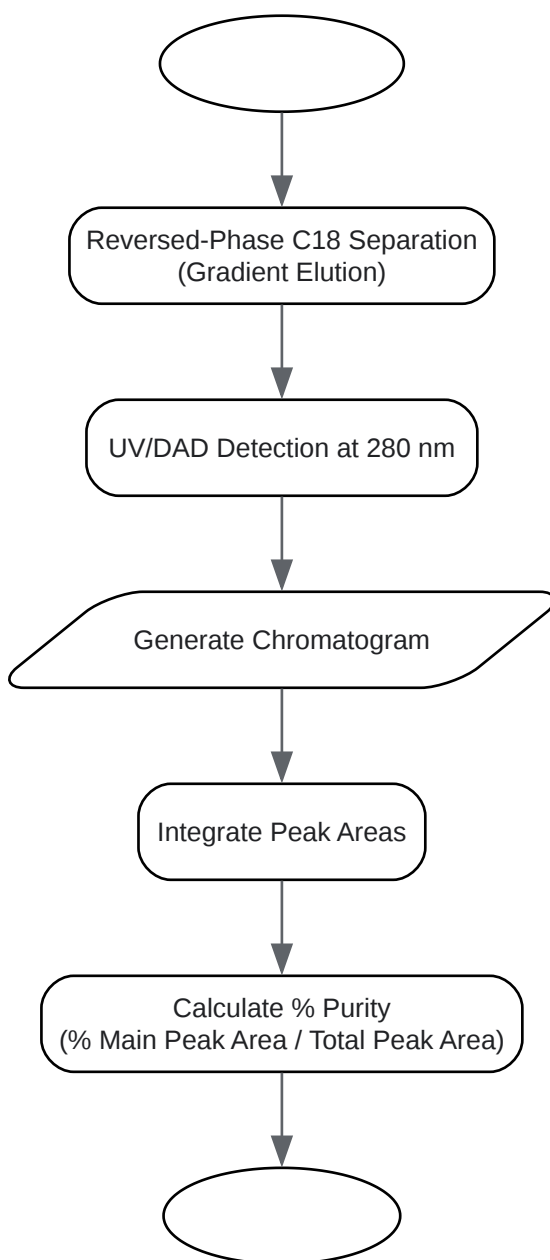 Reversed-Phase C18 Separation
(Gradient Elution)
UV/DAD Detection at 280 nm
Generate Chromatogram
Integrate Peak Areas
Calculate % Purity
(% Main Peak Area / Total Peak Area)